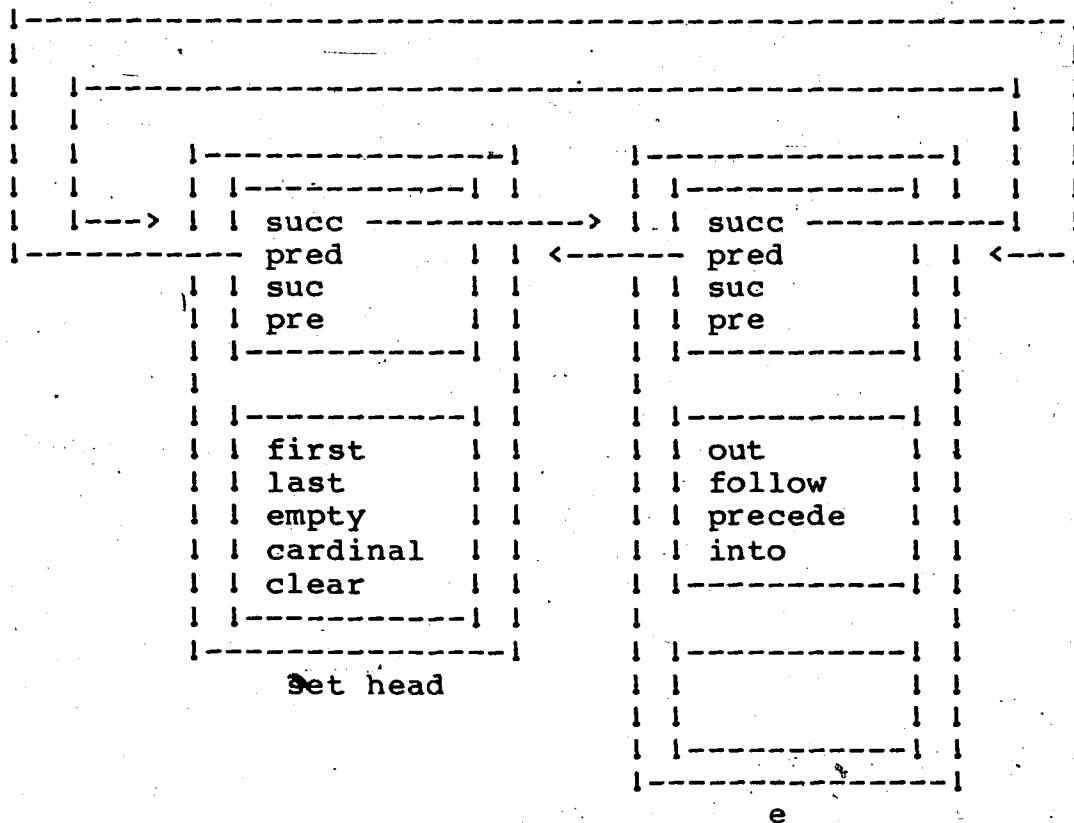 succ succ
pred pred
suc suc
pre pre
first out
last follow
empty precede
cardinal into
clear
set head
e